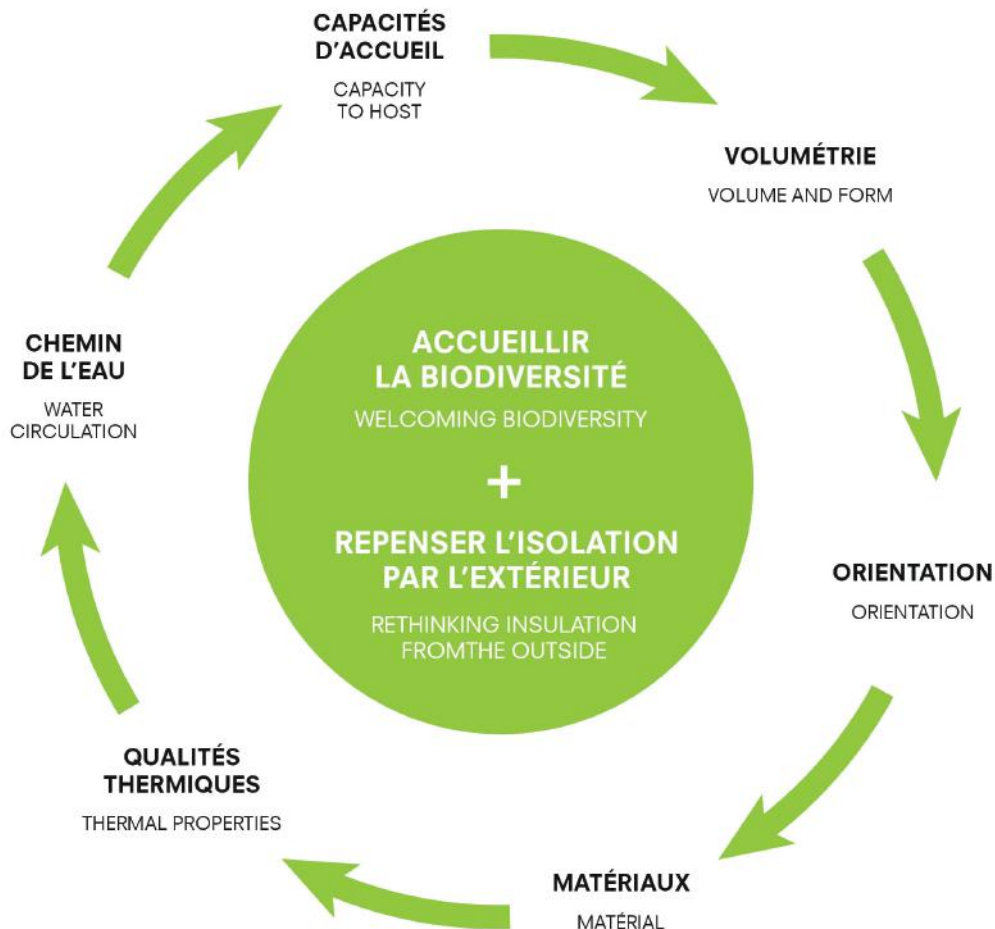 CAPACITÉS
D'ACCUEIL
CAPACITY
TO HOST
VOLUMÉTRIE
VOLUME AND FORM
ORIENTATION
ORIENTATION
MATÉRIAUX
MATÉRIAL
QUALITÉS
THERMIQUES
THERMAL PROPERTIES
CHEMIN
DE L'EAU
WATER
CIRCULATION
ACCUEILLIR
LA BIODIVERSITÉ
WELCOMING BIODIVERSITY
+
REPENSER L'ISOLATION
PAR L'EXTÉRIEUR
RETHINKING INSULATION
FROMTHE OUTSIDE